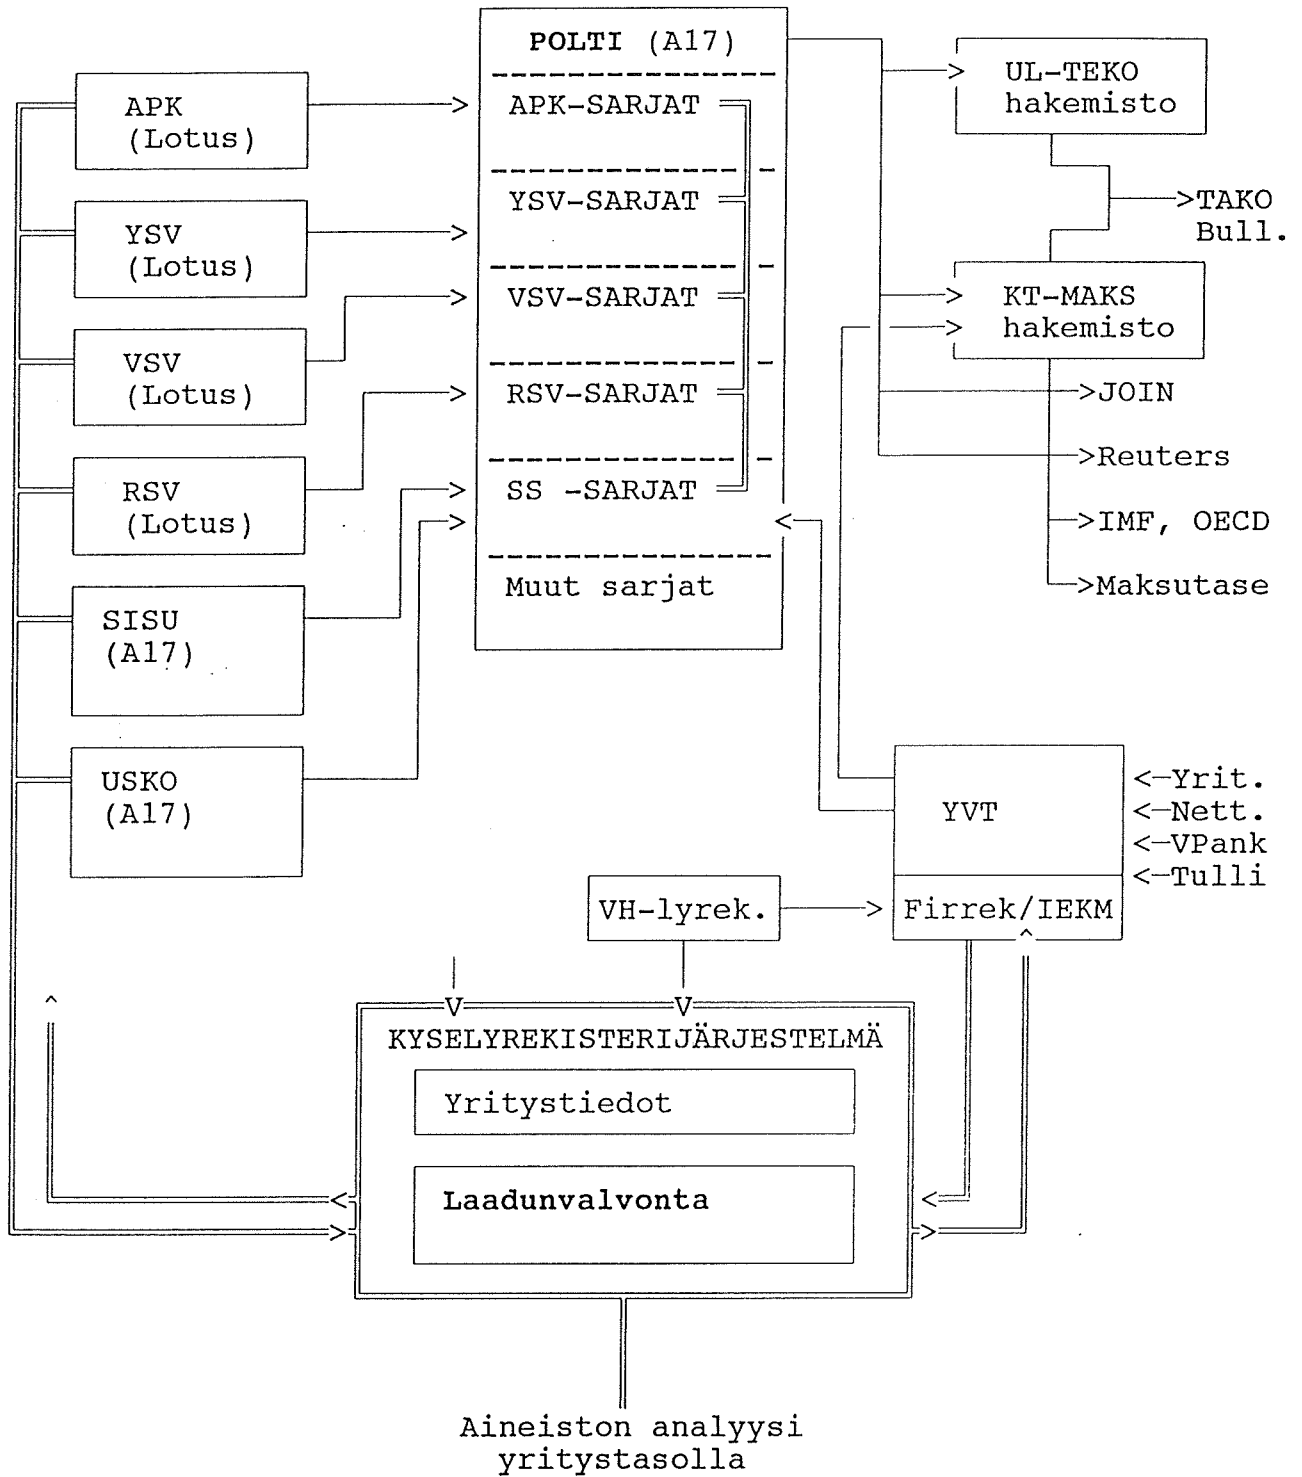 POLTI (A17)
APK-SARJAT
YSV-SARJAT
VSV-SARJAT
RSV-SARJAT
SS -SARJAT
Muut sarjat
APK
(Lotus)
YSV
(Lotus)
VSV
(Lotus)
RSV
(Lotus)
SISU
(A17)
USKO
(A17)
UL-TEKO
hakemisto
TAKO
Bull.
KT-MAKS
hakemisto
JOIN
Reuters
IMF, OECD
Maksutase
YVT
Yrit.
Nett.
VPank
Tulli
VH-lyrek.
Firrek/IEKM
KYSELYREKISTERIJÄRJESTELMÄ
Yritystiedot
Laadunvalvonta
Aineiston analyysi
yritystasolla